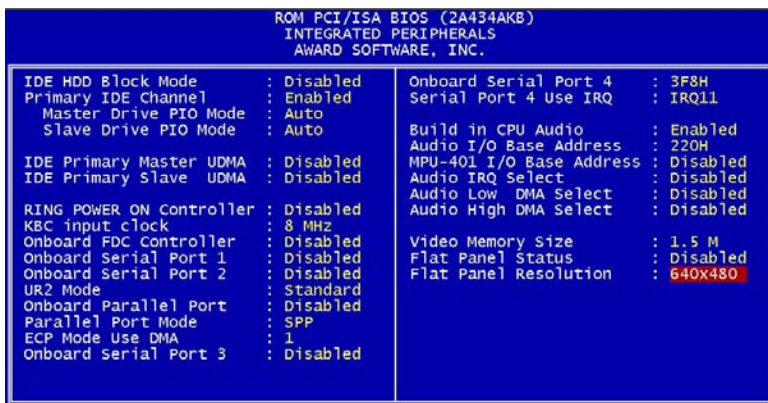 ROM PCI/ISA BIOS (2A434AKB)
INTEGRATED PERIPHERALS
AWARD SOFTWARE, INC.
IDE HDD Block Mode : Disabled
Primary IDE Channel : Enabled
Master Drive PIO Mode : Auto
Slave Drive PIO Mode : Auto
IDE Primary Master UDMA : Disabled
IDE Primary Slave UDMA : Disabled
RING POWER ON Controller : Disabled
KBC input clock : 8 MHz
Onboard FDC Controller : Disabled
Onboard Serial Port 1 : Disabled
Onboard Serial Port 2 : Disabled
UR2 Mode : Standard
Onboard Parallel Port : Disabled
Parallel Port Mode : SPP
ECP Mode Use DMA : 1
Onboard Serial Port 3 : Disabled
Onboard Serial Port 4 : 3F8H
Serial Port 4 Use IRQ : IRQ11
Build in CPU Audio : Enabled
Audio I/O Base Address : 220H
MPU-401 I/O Base Address : Disabled
Audio IRQ Select : Disabled
Audio Low DMA Select : Disabled
Audio High DMA Select : Disabled
Video Memory Size : 1.5 M
Flat Panel Status : Disabled
Flat Panel Resolution : 640x480